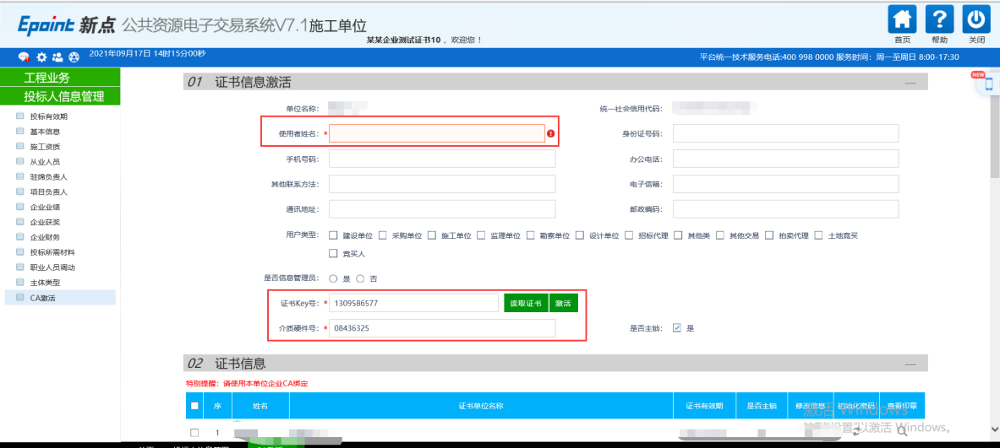 Epoint 新点 公共资源电子交易系统V7.1施工单位
某某企业测试证书10 ，欢迎您！
首页 帮助 关闭
2021年09月17日 14时15分00秒
平台统一技术服务电话:400 998 0000 服务时间：周一至周日 8:00-17:30
工程业务
投标人信息管理
投标有效期
基本信息
施工资质
从业人员
驻绵负责人
项目负责人
企业业绩
企业获奖
企业财务
投标所需材料
职业人员调动
主体类型
CA激活
NEW
01 证书信息激活
单位名称： 统一社会信用代码：
使用者姓名：* 身份证号码：
手机号码： 办公电话：
其他联系方法： 电子信箱：
通讯地址： 邮政编码：
用户类型： 建设单位 采购单位 施工单位 监理单位 勘察单位 设计单位 招标代理 其他类 其他交易 拍卖代理 土地竞买
竞买人
是否信息管理员： 是 否
证书Key号：* 1309586577 读取证书 激活
介质硬件号：* 08436325 是否主锁： 是
02 证书信息
特别提醒：请使用本单位企业CA绑定
序 姓名 证书单位名称 证书有效期 是否主锁 修改信息 初始化密码 查看印章
激活 Windows
1
转到"设置"以激活 Windows。